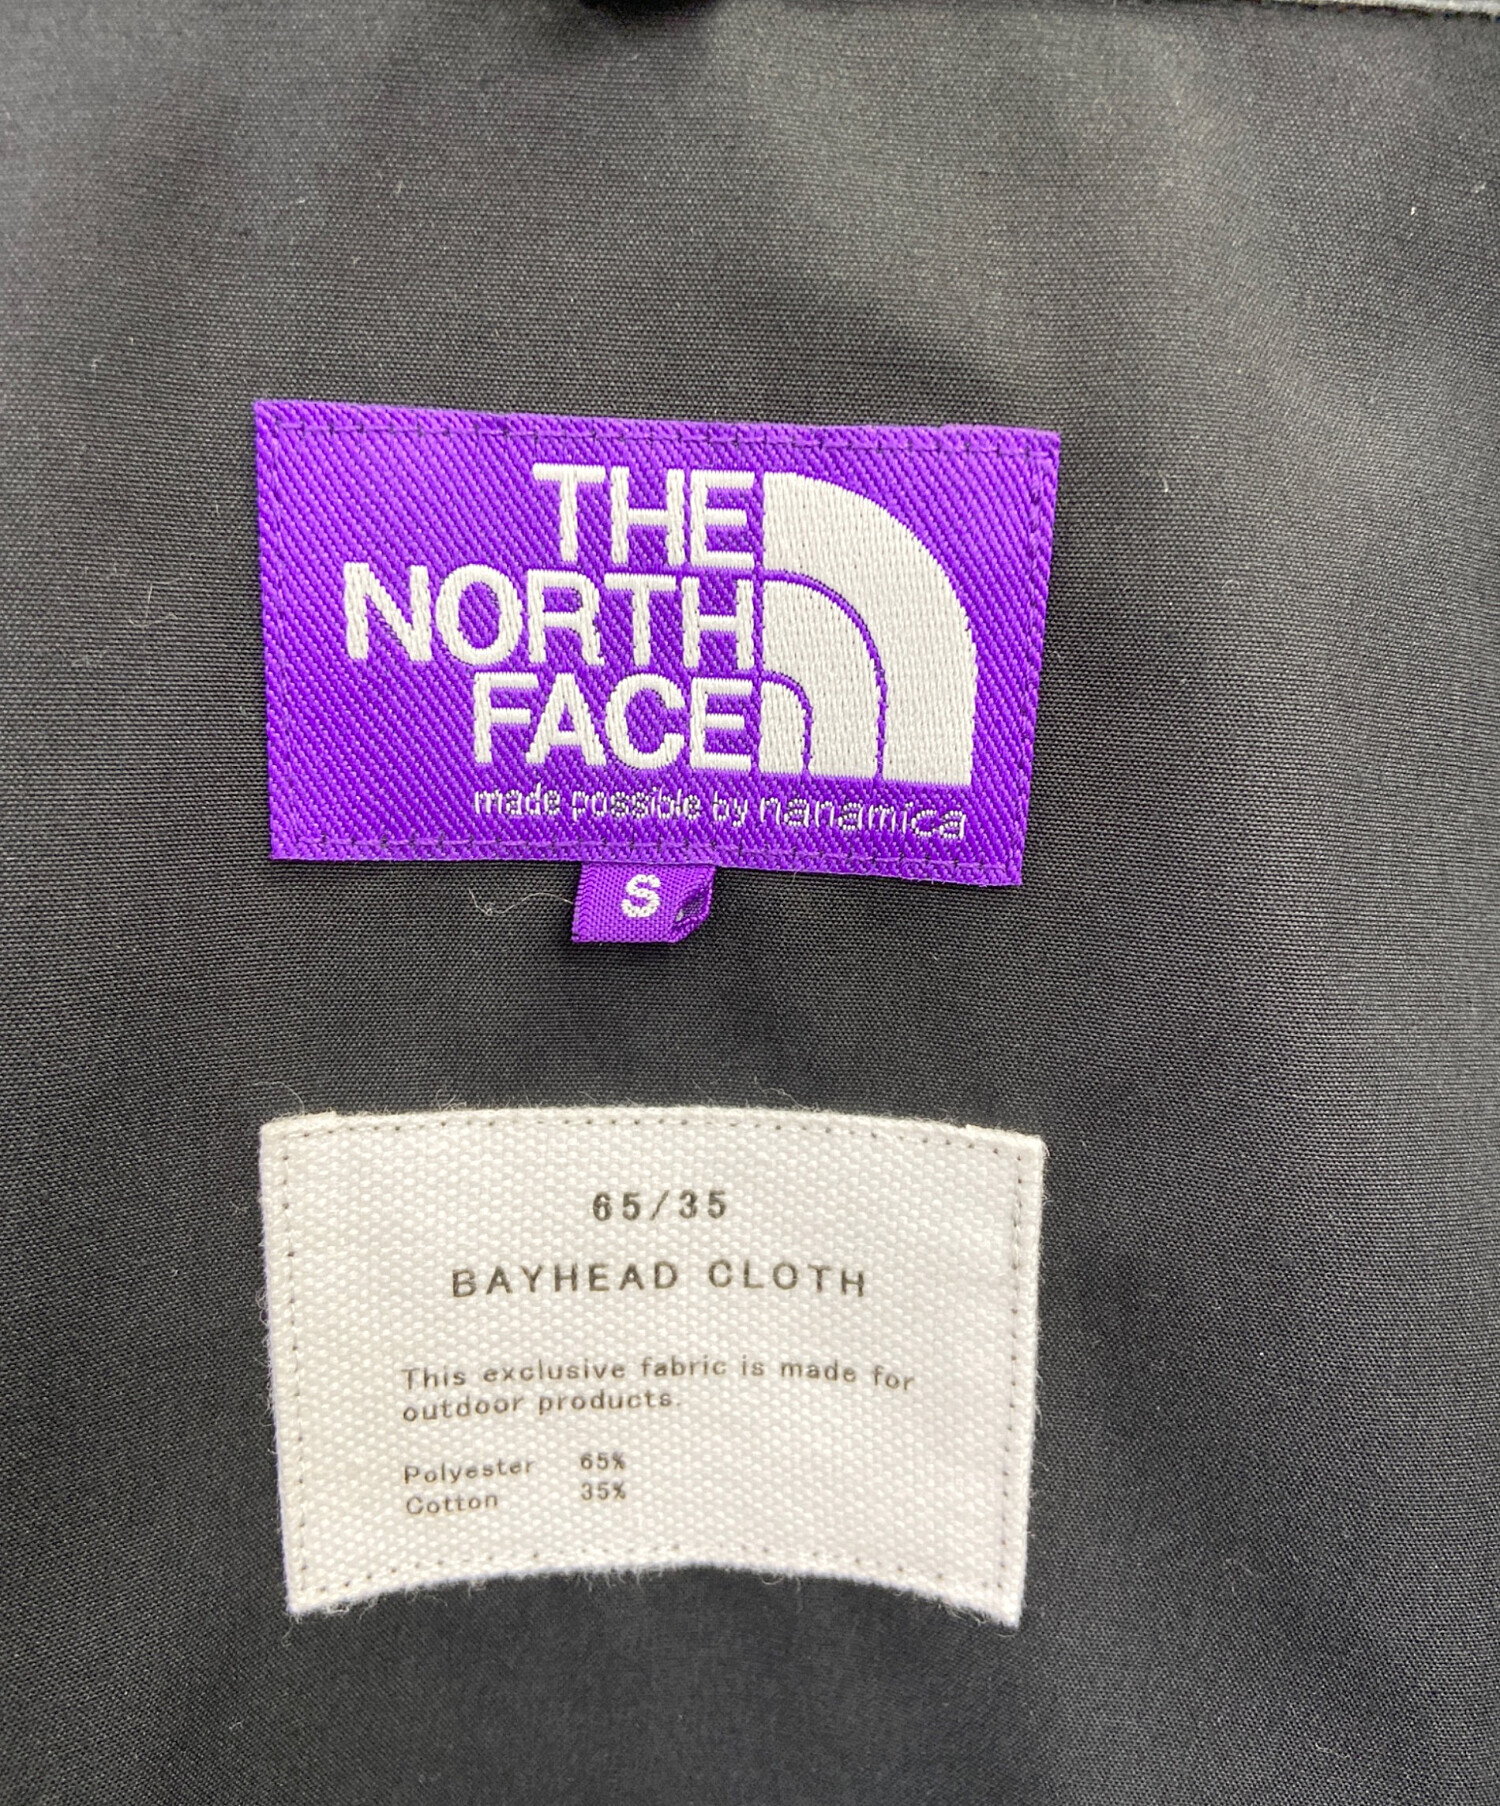 THE
NORTH
FACE
made possible by nanamica
S
65/35
BAYHEAD CLOTH
This exclusive fabric is made for
outdoor products.
Polyester 65%
Cotton 35%